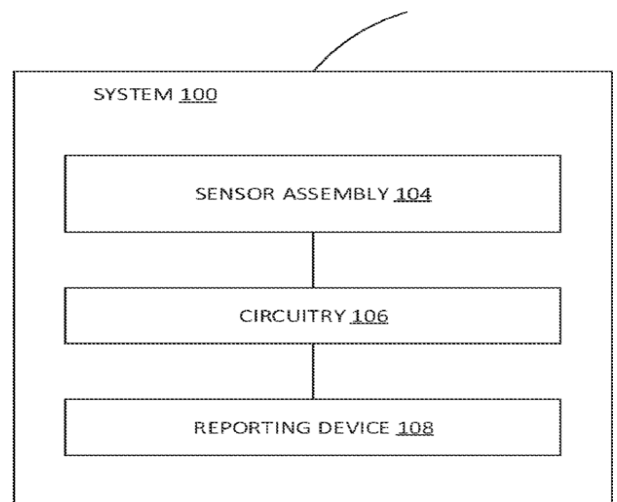 SYSTEM 100
SENSOR ASSEMBLY 104
CIRCUITRY 106
REPORTING DEVICE 108